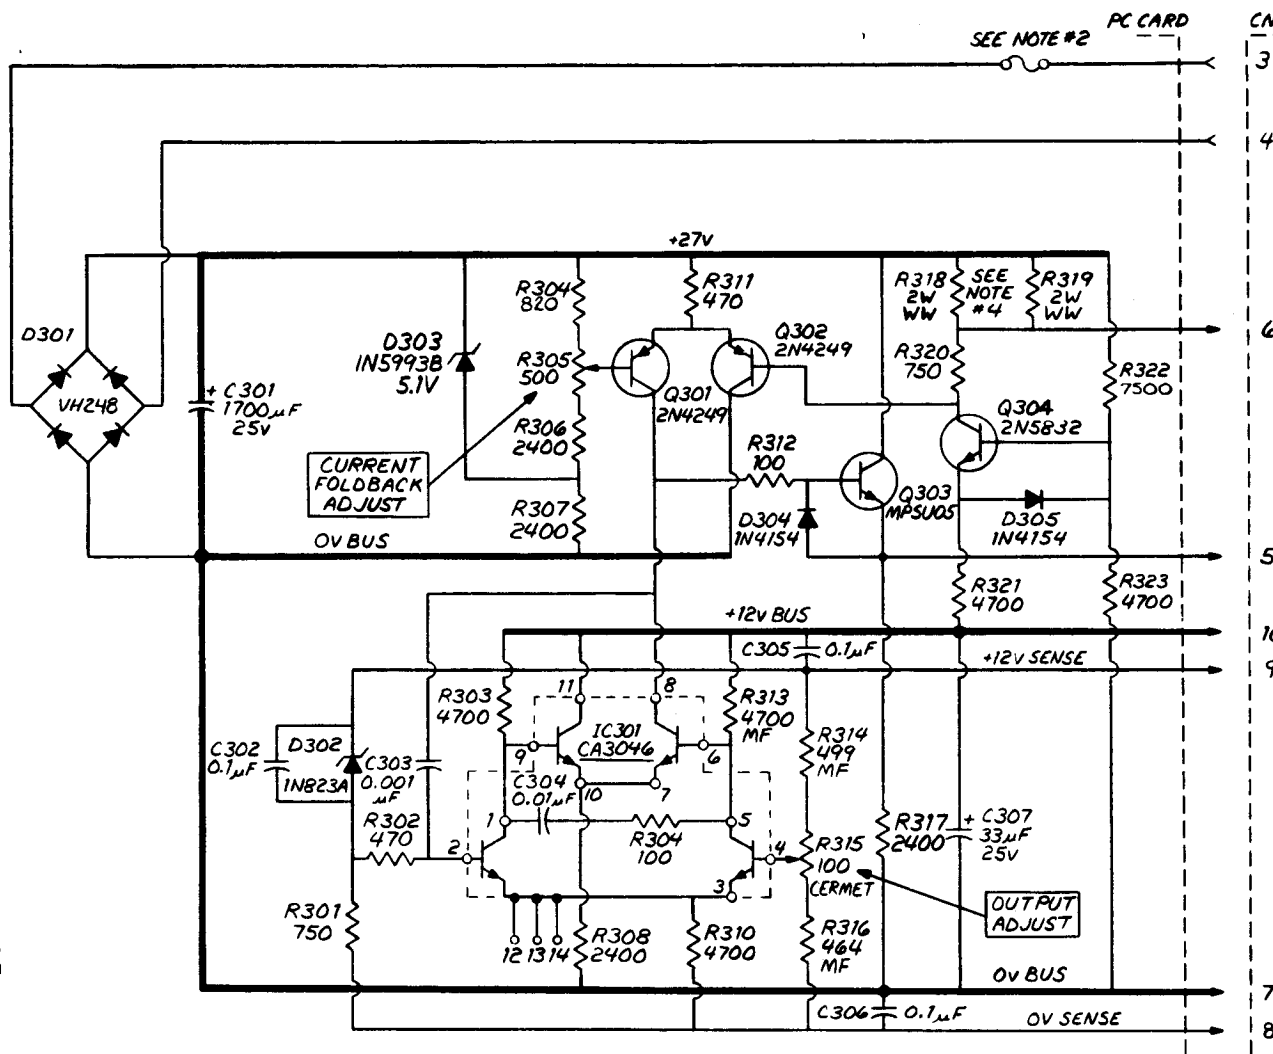 PC CARD
CN
SEE NOTE #2
3
4
+27V
R304
820
R311
470
R318
2W
WW
SEE
NOTE
#4
R319
2W
WW
D301
VH248
D303
1N5993B
5.1V
Q302
2N4249
6
R305
500
R320
750
R322
7500
+ C301
1700µF
25V
Q301
2N4249
Q304
2N5832
R306
2400
R312
100
CURRENT
FOLDBACK
ADJUST
Q303
MPSU05
R307
2400
D304
1N4154
D305
1N4154
0V BUS
5
R321
4700
R323
4700
+12V BUS
10
C305
0.1µF
+12V SENSE
9
R303
4700
11
8
R313
4700
MF
IC301
CA3046
R314
499
MF
C302
0.1µF
D302
1N823A
C303
0.001
µF
9
6
C304
0.01µF
10
7
R302
470
1
5
R304
100
R317
2400
+ C307
33µF
25V
2
4
R315
100
CERMET
3
OUTPUT
ADJUST
R301
750
12 13 14
R308
2400
R310
4700
R316
464
MF
0V BUS
7
C306
0.1µF
0V SENSE
8